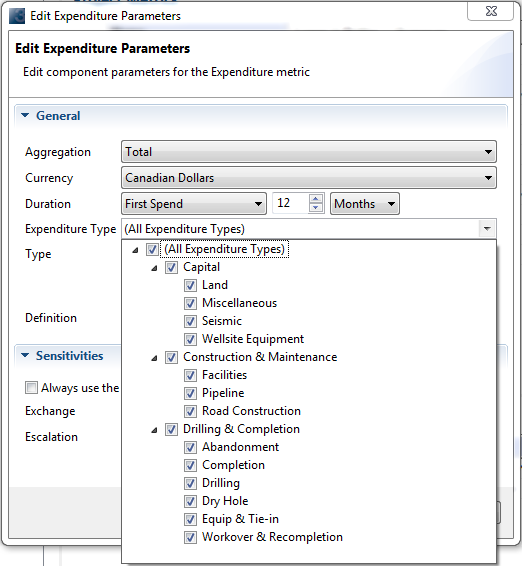 Edit Expenditure Parameters
Edit Expenditure Parameters
Edit component parameters for the Expenditure metric
General
Aggregation Total
Currency Canadian Dollars
Duration First Spend 12 Months
Expenditure Type (All Expenditure Types)
Type
(All Expenditure Types)
Capital
Land
Miscellaneous
Seismic
Definition
Wellsite Equipment
Sensitivities
Construction & Maintenance
Facilities
Always use the
Pipeline
Exchange
Road Construction
Escalation
Drilling & Completion
Abandonment
Completion
Drilling
Dry Hole
Equip & Tie-in
Workover & Recompletion